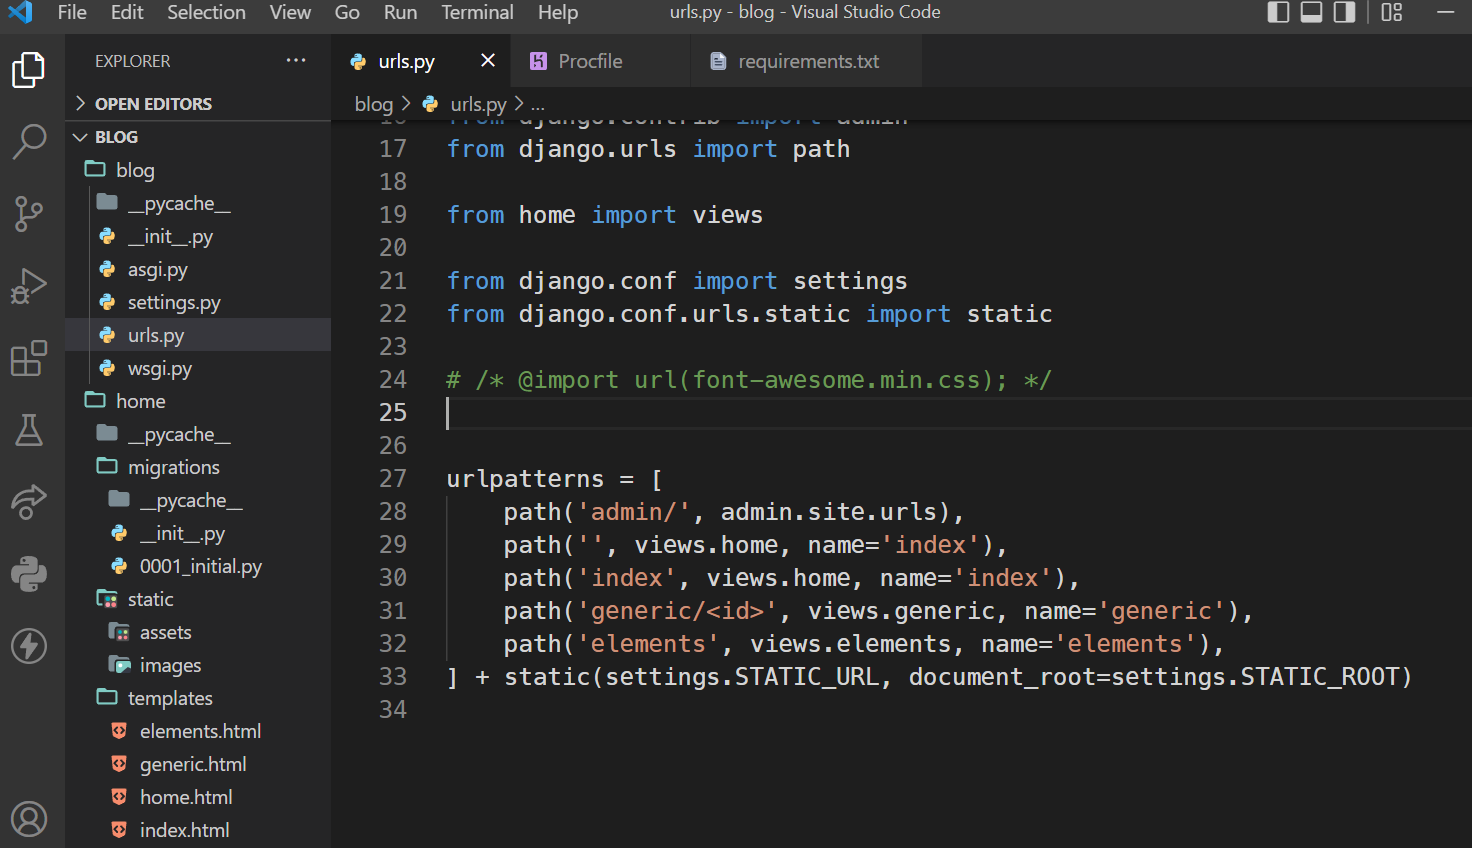 File Edit Selection View Go Run Terminal Help urls.py - blog - Visual Studio Code
EXPLORER ...
urls.py Procfile requirements.txt
OPEN EDITORS
blog > urls.py > ...
BLOG
blog
__pycache__
__init__.py
asgi.py
settings.py
urls.py
wsgi.py
home
__pycache__
migrations
__pycache__
__init__.py
0001_initial.py
static
assets
images
templates
elements.html
generic.html
home.html
index.html
16 from django.contrib import admin
17 from django.urls import path
18
19 from home import views
20
21 from django.conf import settings
22 from django.conf.urls.static import static
23
24 # /* @import url(font-awesome.min.css); */
25
26
27 urlpatterns = [
28     path('admin/', admin.site.urls),
29     path('', views.home, name='index'),
30     path('index', views.home, name='index'),
31     path('generic/<id>', views.generic, name='generic'),
32     path('elements', views.elements, name='elements'),
33 ] + static(settings.STATIC_URL, document_root=settings.STATIC_ROOT)
34